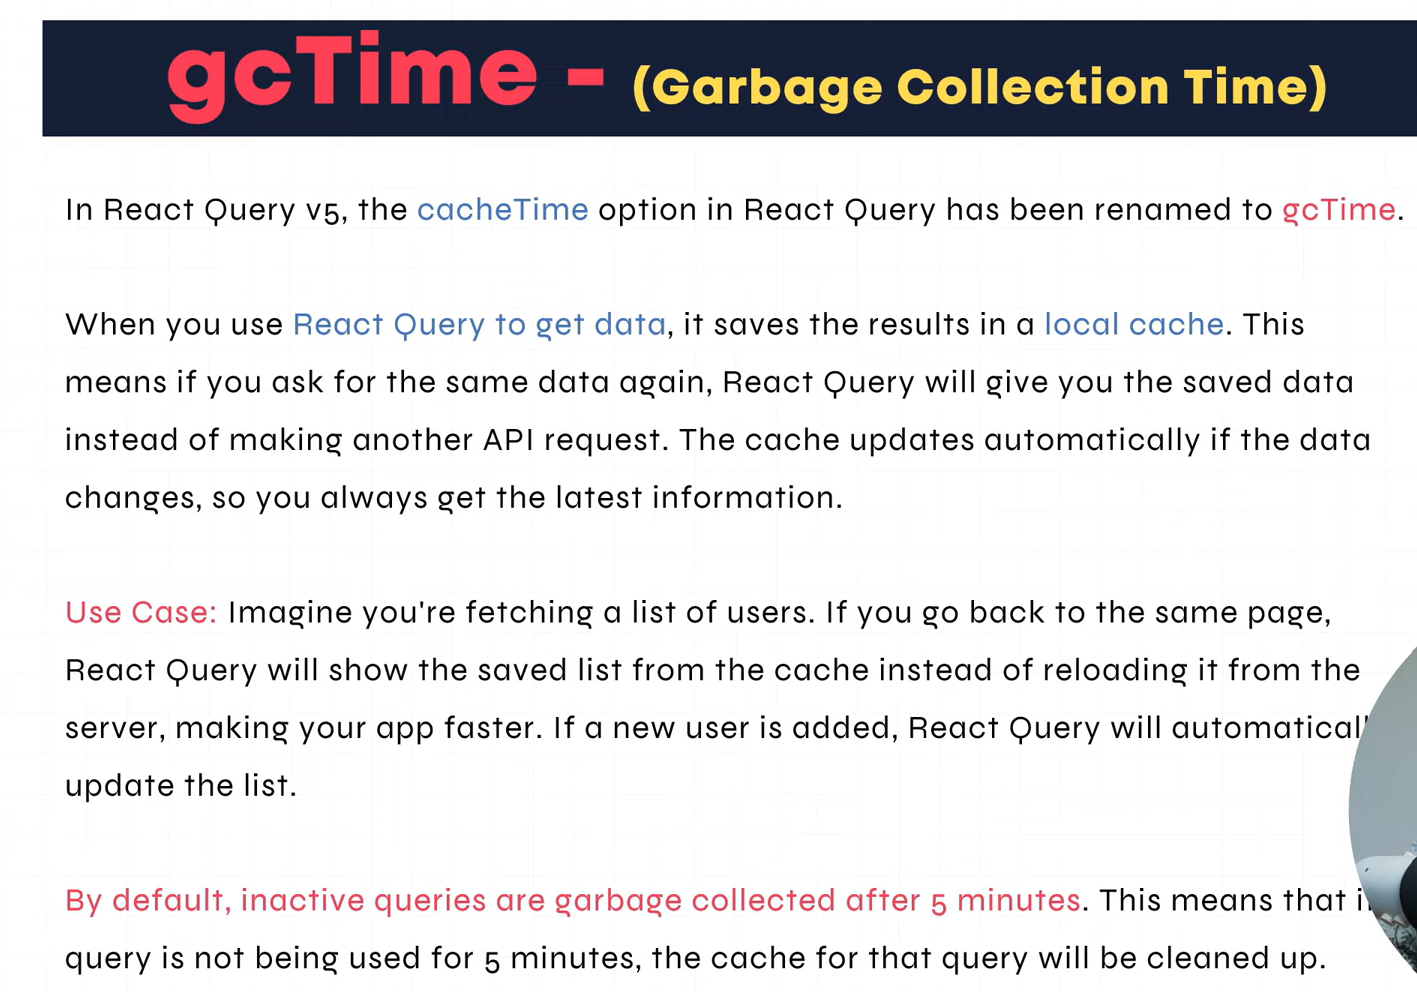 gcTime - (Garbage Collection Time)
In React Query v5, the cacheTime option in React Query has been renamed to gcTime.
When you use React Query to get data, it saves the results in a local cache. This
means if you ask for the same data again, React Query will give you the saved data
instead of making another API request. The cache updates automatically if the data
changes, so you always get the latest information.
Use Case: Imagine you're fetching a list of users. If you go back to the same page,
React Query will show the saved list from the cache instead of reloading it from the
server, making your app faster. If a new user is added, React Query will
update the list.
By default, inactive queries are garbage collected after 5 minutes. This means that
query is not being used for 5 minutes, the cache for that query will be cleaned up.